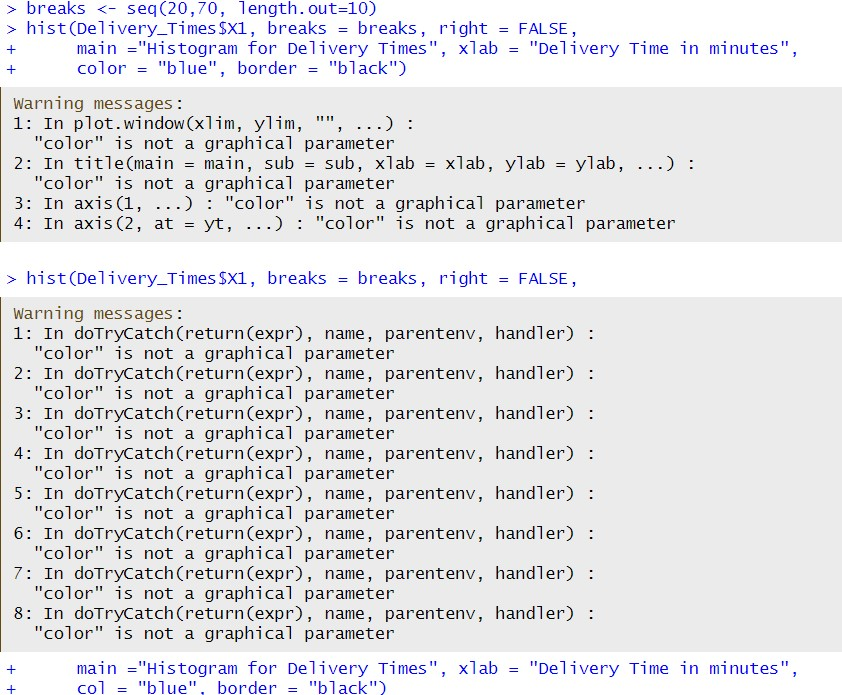 > breaks <- seq(20,70, length.out=10)
> hist(Delivery_Times$X1, breaks = breaks, right = FALSE,
+      main ="Histogram for Delivery Times", xlab = "Delivery Time in minutes",
+      color = "blue", border = "black")
Warning messages:
1: In plot.window(xlim, ylim, "", ...) :
  "color" is not a graphical parameter
2: In title(main = main, sub = sub, xlab = xlab, ylab = ylab, ...) :
  "color" is not a graphical parameter
3: In axis(1, ...) : "color" is not a graphical parameter
4: In axis(2, at = yt, ...) : "color" is not a graphical parameter
> hist(Delivery_Times$X1, breaks = breaks, right = FALSE,
Warning messages:
1: In doTryCatch(return(expr), name, parentenv, handler) :
  "color" is not a graphical parameter
2: In doTryCatch(return(expr), name, parentenv, handler) :
  "color" is not a graphical parameter
3: In doTryCatch(return(expr), name, parentenv, handler) :
  "color" is not a graphical parameter
4: In doTryCatch(return(expr), name, parentenv, handler) :
  "color" is not a graphical parameter
5: In doTryCatch(return(expr), name, parentenv, handler) :
  "color" is not a graphical parameter
6: In doTryCatch(return(expr), name, parentenv, handler) :
  "color" is not a graphical parameter
7: In doTryCatch(return(expr), name, parentenv, handler) :
  "color" is not a graphical parameter
8: In doTryCatch(return(expr), name, parentenv, handler) :
  "color" is not a graphical parameter
+      main ="Histogram for Delivery Times", xlab = "Delivery Time in minutes",
+      col = "blue", border = "black")